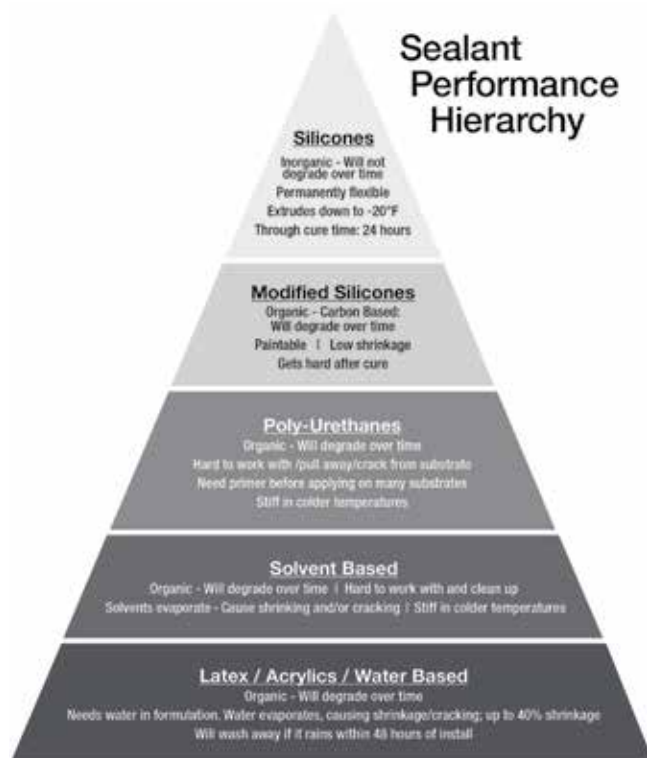 Sealant
Performance
Hierarchy
Silicones
Inorganic - Will not
degrade over time
Permanently flexible
Extrudes down to -20°F
Through cure time: 24 hours
Modified Silicones
Organic - Carbon Based:
Will degrade over time
Paintable | Low shrinkage
Gets hard after cure
Poly-Urethanes
Organic - Will degrade over time
Hard to work with /pull away/crack from substrate
Need primer before applying on many substrates
Stiff in colder temperatures
Solvent Based
Organic - Will degrade over time | Hard to work with and clean up
Solvents evaporate - Cause shrinking and/or cracking | Stiff in colder temperatures
Latex / Acrylics / Water Based
Organic - Will degrade over time
Needs water in formulation. Water evaporates, causing shrinkage/cracking; up to 40% shrinkage
Will wash away if it rains within 48 hours of install